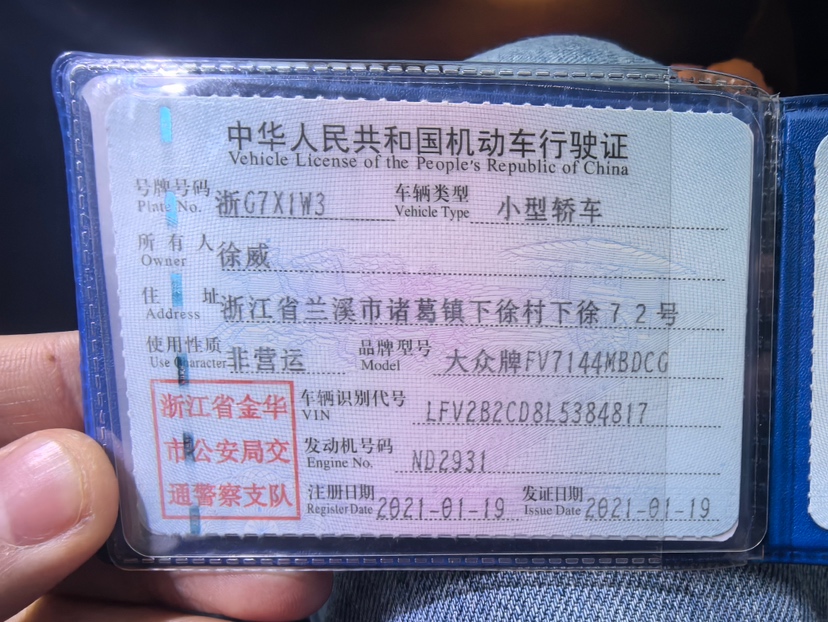 中华人民共和国机动车行驶证
Vehicle License of the People's Republic of China
号牌号码 浙G7X1W3 车辆类型 小型轿车
Plate No. Vehicle Type
所有人 徐威
Owner
住址 浙江省兰溪市诸葛镇下徐村下徐72号
Address
使用性质 非营运 品牌型号 大众牌FV7144MBDCG
Use Character Model
车辆识别代号 LFV2B2CD8L5384817
VIN
发动机号码 ND2931
Engine No.
注册日期 2021-01-19 发证日期 2021-01-19
Register Date Issue Date
浙江省金华
市公安局交
通警察支队